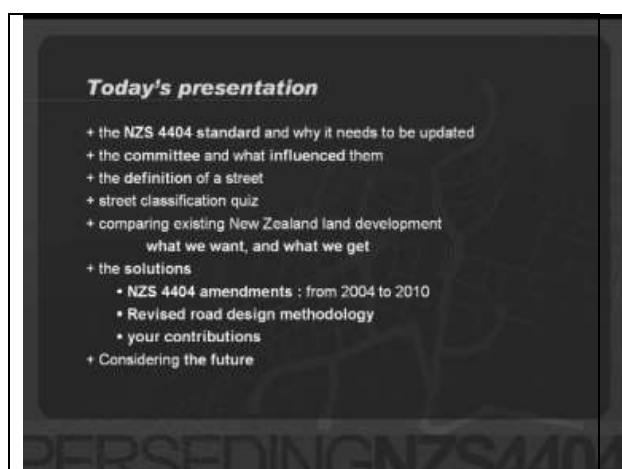 Today's presentation
+ the NZS 4404 standard and why it needs to be updated
+ the committee and what influenced them
+ the definition of a street
+ street classification quiz
+ comparing existing New Zealand land development
what we want, and what we get
+ the solutions
• NZS 4404 amendments : from 2004 to 2010
• Revised road design methodology
• your contributions
+ Considering the future
PERSEDINGNZS4404